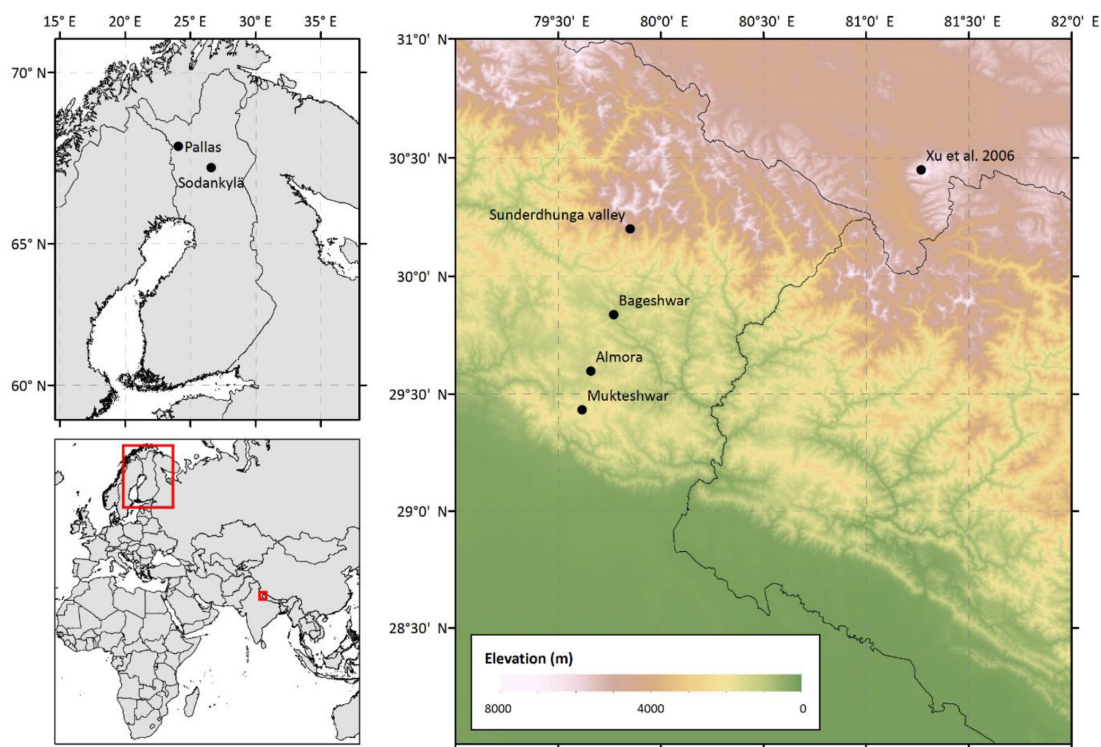 15° E 20° E 25° E 30° E 35° E
70° N
65° N
60° N
Pallas
Sodankylä
79°30' E 80°0' E 80°30' E 81°0' E 81°30' E 82°0' E
31°0' N
30°30' N
30°0' N
29°30' N
29°0' N
28°30' N
Xu et al. 2006
Sunderdhunga valley
Bageshwar
Almora
Mukteshwar
Elevation (m)
8000 4000 0